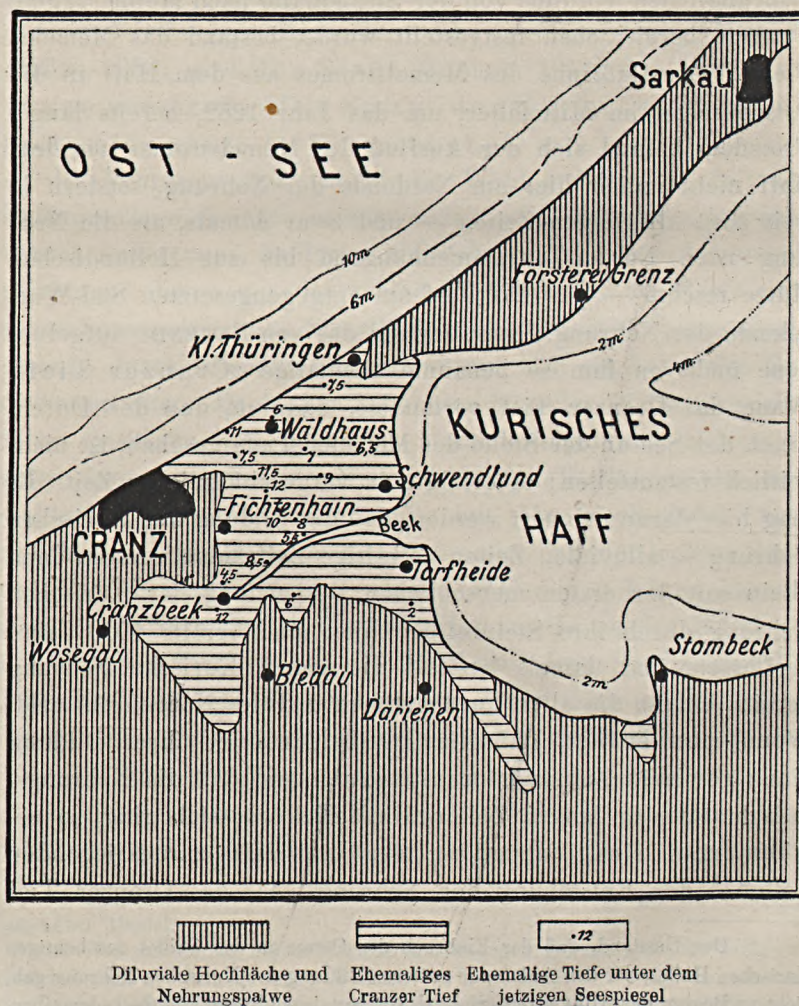 Sarkau
OST - SEE
10m
6m
Försterei Grenz
2m
4m
Kl. Thüringen
7,5
6
Waldhaus
11
7
6,5
7,5
11,5
12
9
Schwendlund
KURISCHES
HAFF
Fichtenhain
10
8
5,5
Beek
CRANZ
8,5
4,5
Torfheide
Cranzbeek
12
6
2
Wosegau
Bledau
Darienen
2m
Stombeck
•12
Diluviale Hochfläche und Nehrungspalwe
Ehemaliges Cranzer Tief
Ehemalige Tiefe unter dem jetzigen Seespiegel